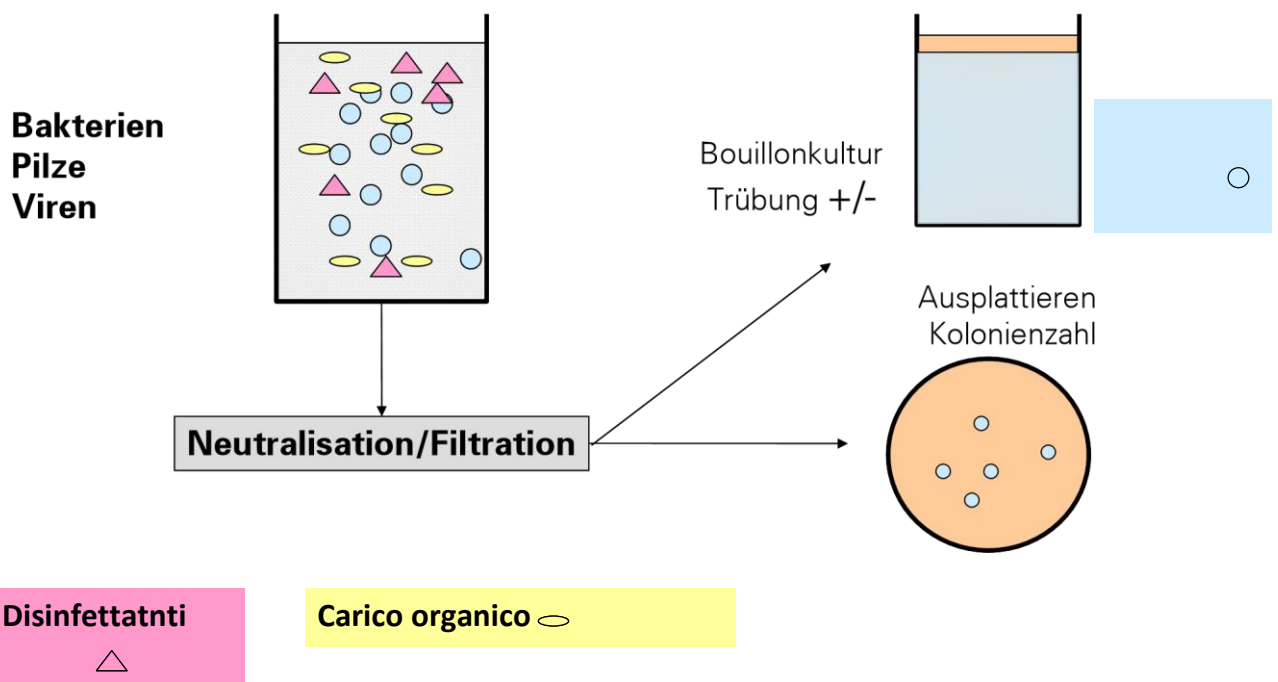 Bakterien
Pilze
Viren
Bouillonkultur
Trübung +/-
Ausplattieren
Kolonienzahl
Neutralisation/Filtration
Disinfettatnti
Carico organico